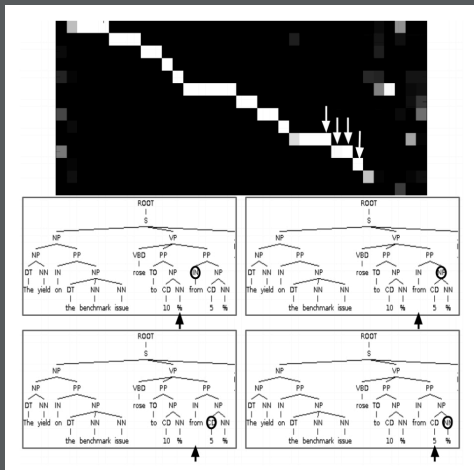 ROOT
S
NP VP
NP PP VBD PP PP
DT NN IN NP rose TO NP IN NP
The yield on DT NN NN to CD NN from CD NN
the benchmark issue 10 % 5 %
ROOT
S
NP VP
NP PP VBD PP PP
DT NN IN NP rose TO NP IN NP
The yield on DT NN NN to CD NN from CD NN
the benchmark issue 10 % 5 %
ROOT
S
NP VP
NP PP VBD PP PP
DT NN IN NP rose TO NP IN NP
The yield on DT NN NN to CD NN from CD NN
the benchmark issue 10 % 5 %
ROOT
S
NP VP
NP PP VBD PP PP
DT NN IN NP rose TO NP IN NP
The yield on DT NN NN to CD NN from CD NN
the benchmark issue 10 % 5 %